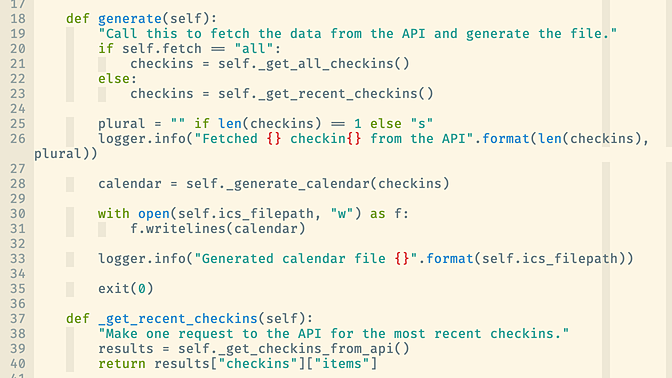 17
18 def generate(self):
19 "Call this to fetch the data from the API and generate the file."
20 if self.fetch == "all":
21 checkins = self._get_all_checkins()
22 else:
23 checkins = self._get_recent_checkins()
24
25 plural = "" if len(checkins) == 1 else "s"
26 logger.info("Fetched {} checkin{} from the API".format(len(checkins),
plural))
27
28 calendar = self._generate_calendar(checkins)
29
30 with open(self.ics_filepath, "w") as f:
31 f.writelines(calendar)
32
33 logger.info("Generated calendar file {}".format(self.ics_filepath))
34
35 exit(0)
36
37 def _get_recent_checkins(self):
38 "Make one request to the API for the most recent checkins."
39 results = self._get_checkins_from_api()
40 return results["checkins"]["items"]
41